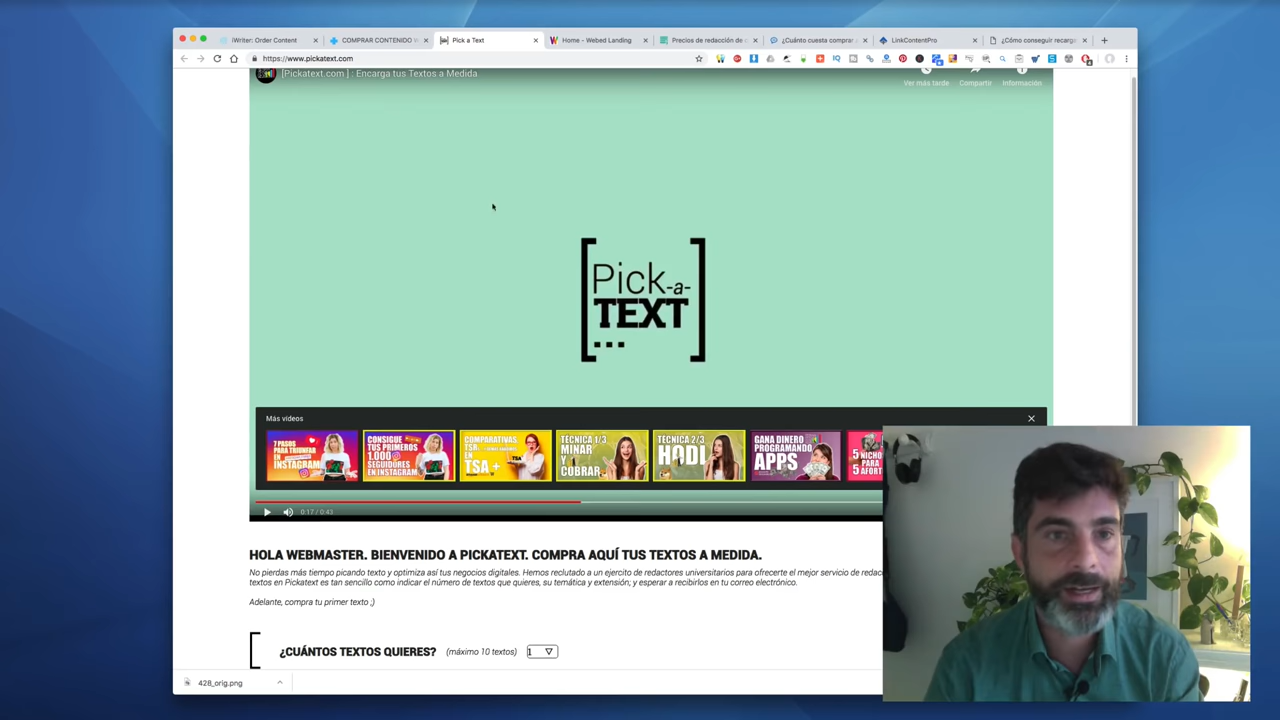 iWriter: Order Content
COMPRAR CONTENIDO
Pick a Text
Home - Webed Landing
Precios de redacción de c
¿Cuánto cuesta comprar
LinkContentPro
¿Cómo conseguir recarg
https://www.pickatext.com
[Pickatext.com] : Encarga tus Textos a Medida
Ver más tarde
Compartir
Información
[Pick-a-
TEXT
...]
Más vídeos
7 PASOS
PARA TRIUNFAR
EN
INSTAGRAM
CONSIGUE
TUS PRIMEROS
1.000
SEGUIDORES
EN INSTAGRAM
COMPARATIVAS
TSR.
EN
TSA +
TÉCNICA 1/3
MINAR
Y
COBRAR
TÉCNICA 2/3
HODL
GANA DINERO
PROGRAMANDO
APPS
5
NICHO
PARA
5 AFORT
0:17 / 0:43
HOLA WEBMASTER. BIENVENIDO A PICKATEXT. COMPRA AQUÍ TUS TEXTOS A MEDIDA.
No pierdas más tiempo picando texto y optimiza así tus negocios digitales. Hemos reclutado a un ejercito de redactores universitarios para ofrecerte el mejor servicio de redac
textos en Pickatext es tan sencillo como indicar el número de textos que quieres, su temática y extensión; y esperar a recibirlos en tu correo electrónico.
Adelante, compra tu primer texto ;)
¿CUÁNTOS TEXTOS QUIERES? (máximo 10 textos) 1
428_orig.png